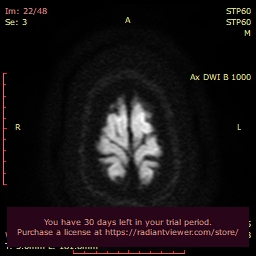 Im: 22/48
Se: 3
A
STP60
STP60
M
Ax DWI B 1000
R
L
You have 30 days left in your trial period.
Purchase a license at https://radiantviewer.com/store/